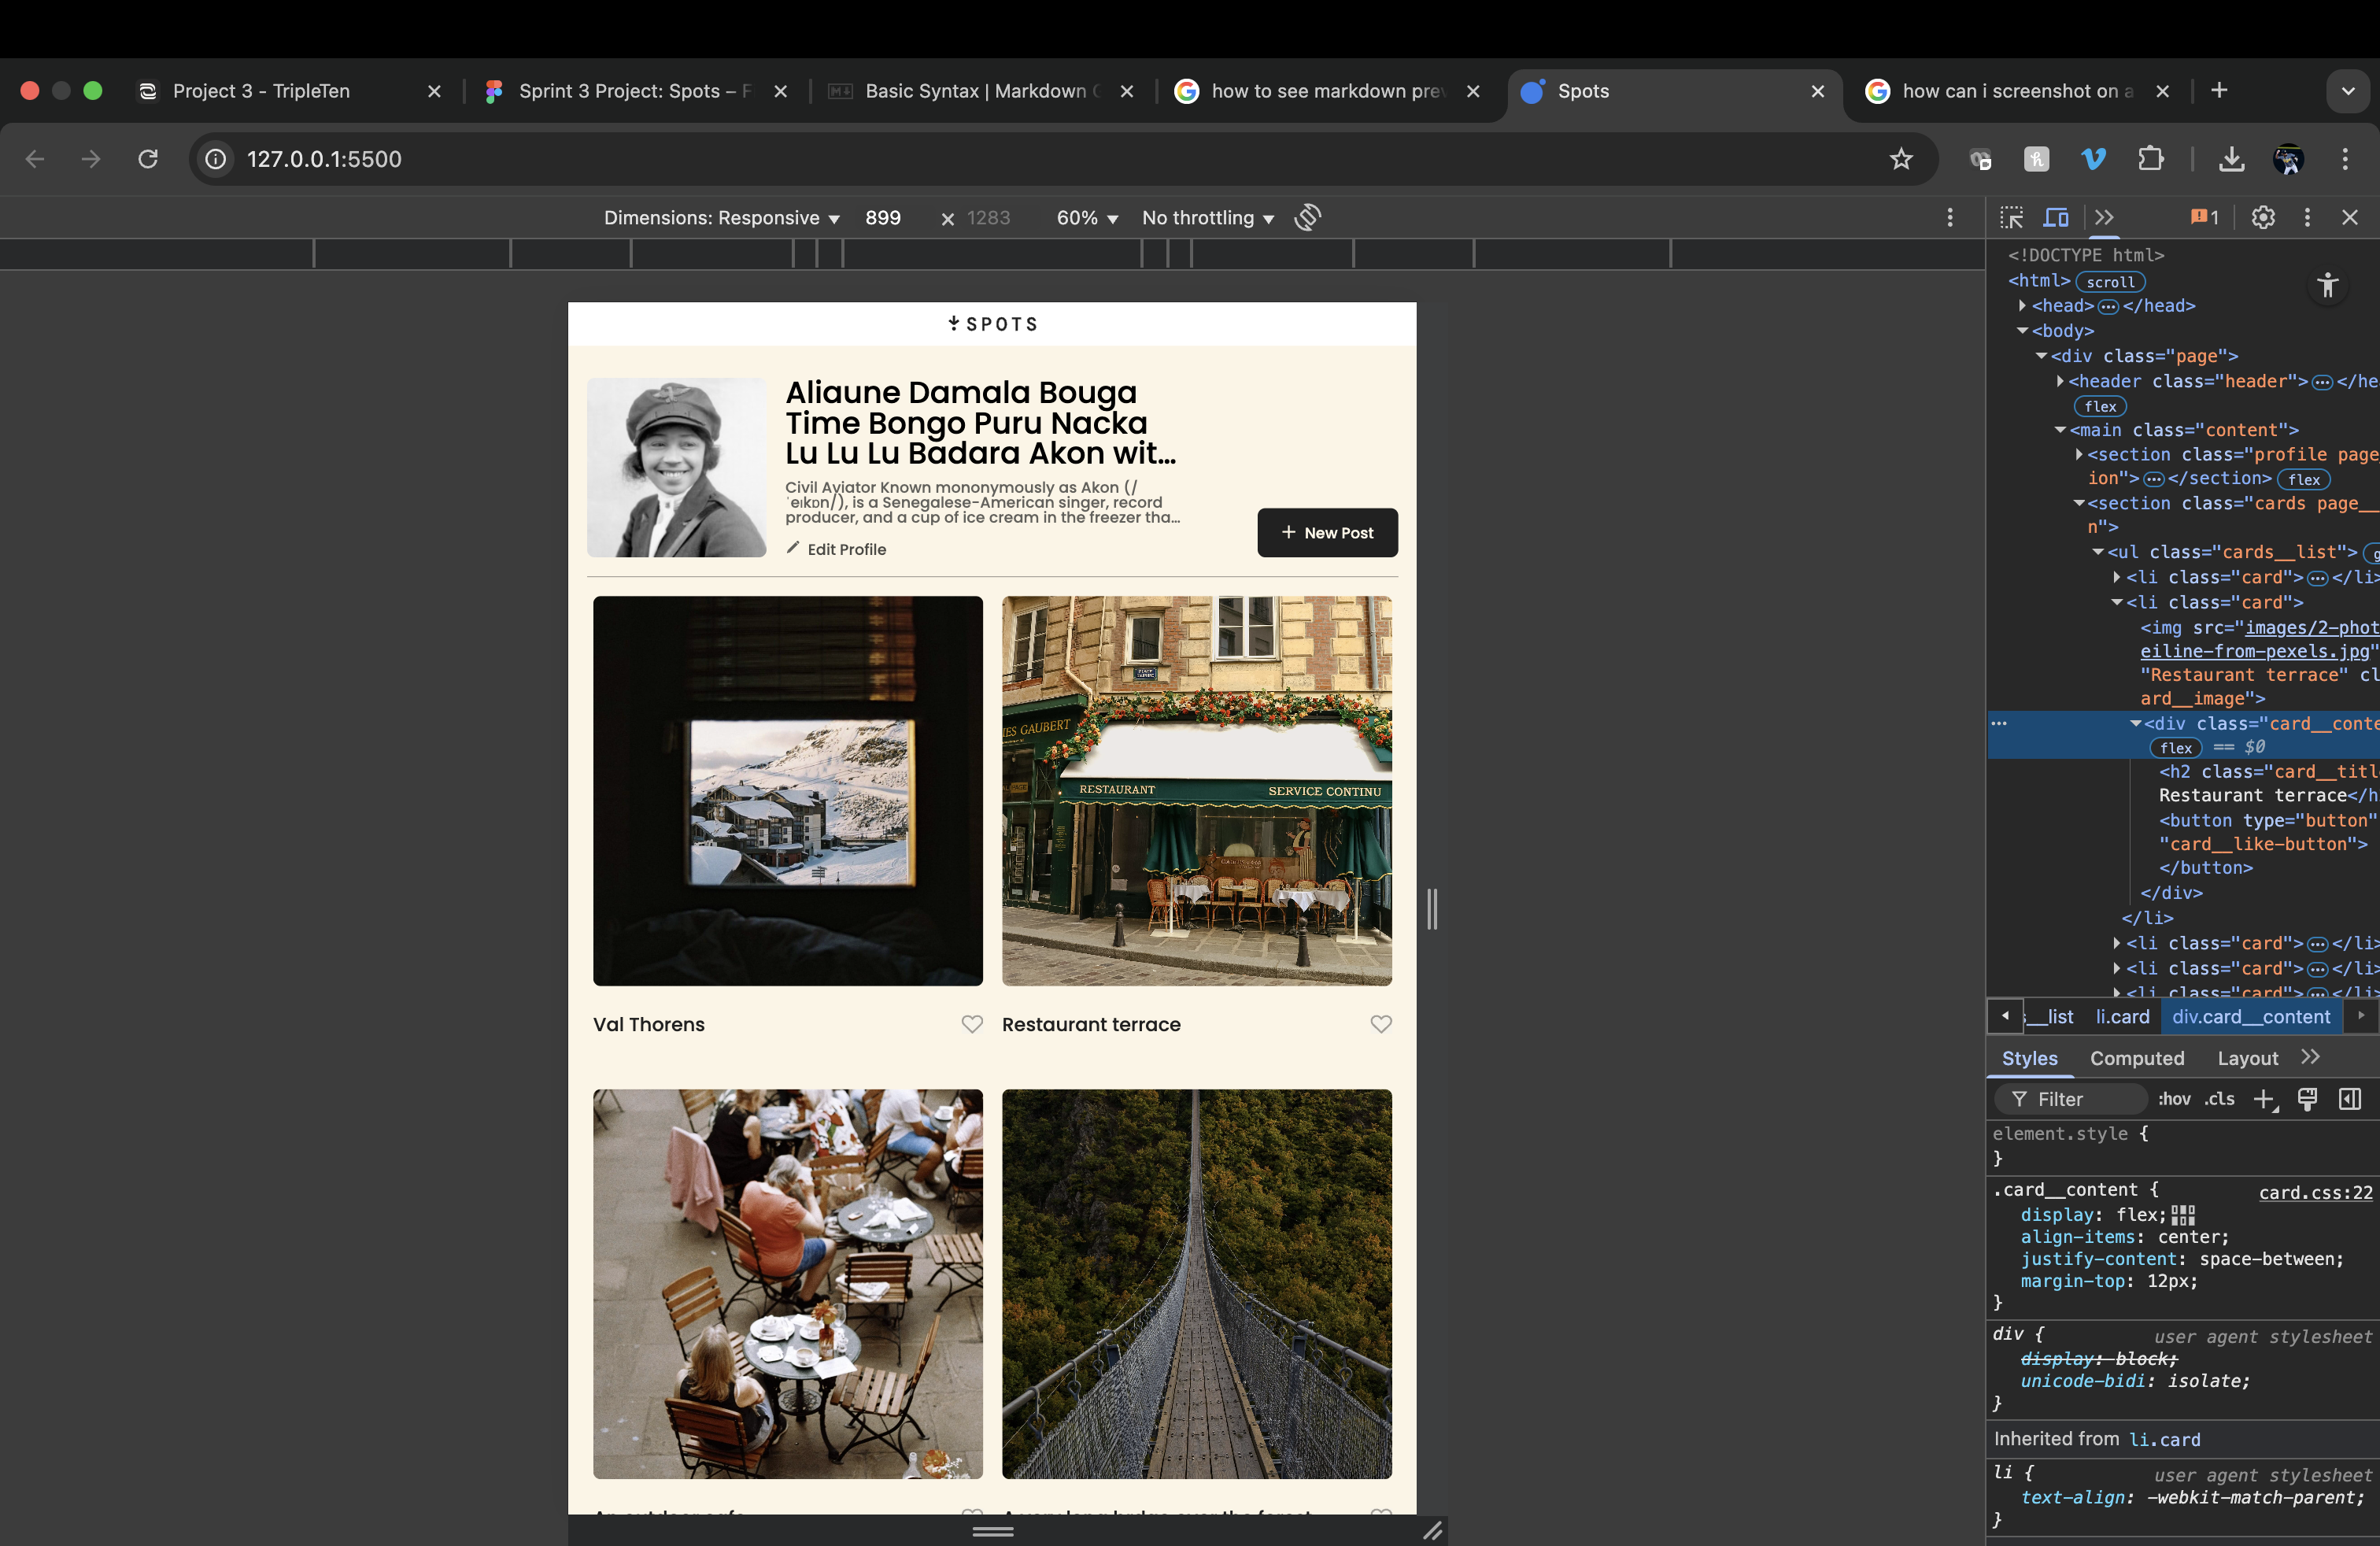 Project 3 - TripleTen
Sprint 3 Project: Spots – F
Basic Syntax | Markdown
how to see markdown prev
Spots
how can i screenshot on a
127.0.0.1:5500
Dimensions: Responsive 899 × 1283 60% No throttling
1
SPOTS
Aliaune Damala Bouga
Time Bongo Puru Nacka
Lu Lu Lu Badara Akon wit...
Civil Aviator Known mononymously as Akon (/
ˈeɪkɒn/), is a Senegalese-American singer, record
producer, and a cup of ice cream in the freezer tha...
Edit Profile
+ New Post
GAUBERT
RESTAURANT SERVICE CONTINU
Val Thorens
Restaurant terrace
<!DOCTYPE html>
<html> scroll
<head> ... </head>
<body>
<div class="page">
<header class="header"> ... </he
flex
<main class="content">
<section class="profile page
ion"> ... </section> flex
<section class="cards page__
n">
<ul class="cards__list"> g
<li class="card"> ... </li>
<li class="card">
<img src="images/2-phot
eiline-from-pexels.jpg"
"Restaurant terrace" cl
ard__image">
... <div class="card__conte
flex == $0
<h2 class="card__titl
Restaurant terrace</h
<button type="button"
"card__like-button">
</button>
</div>
</li>
<li class="card"> ... </li>
<li class="card"> ... </li>
<li class="card"> ... </li>
__list li.card div.card__content
Styles Computed Layout
Filter :hov .cls
element.style {
}
.card__content { card.css:22
display: flex;
align-items: center;
justify-content: space-between;
margin-top: 12px;
}
div { user agent stylesheet
display: block;
unicode-bidi: isolate;
}
Inherited from li.card
li { user agent stylesheet
text-align: -webkit-match-parent;
}